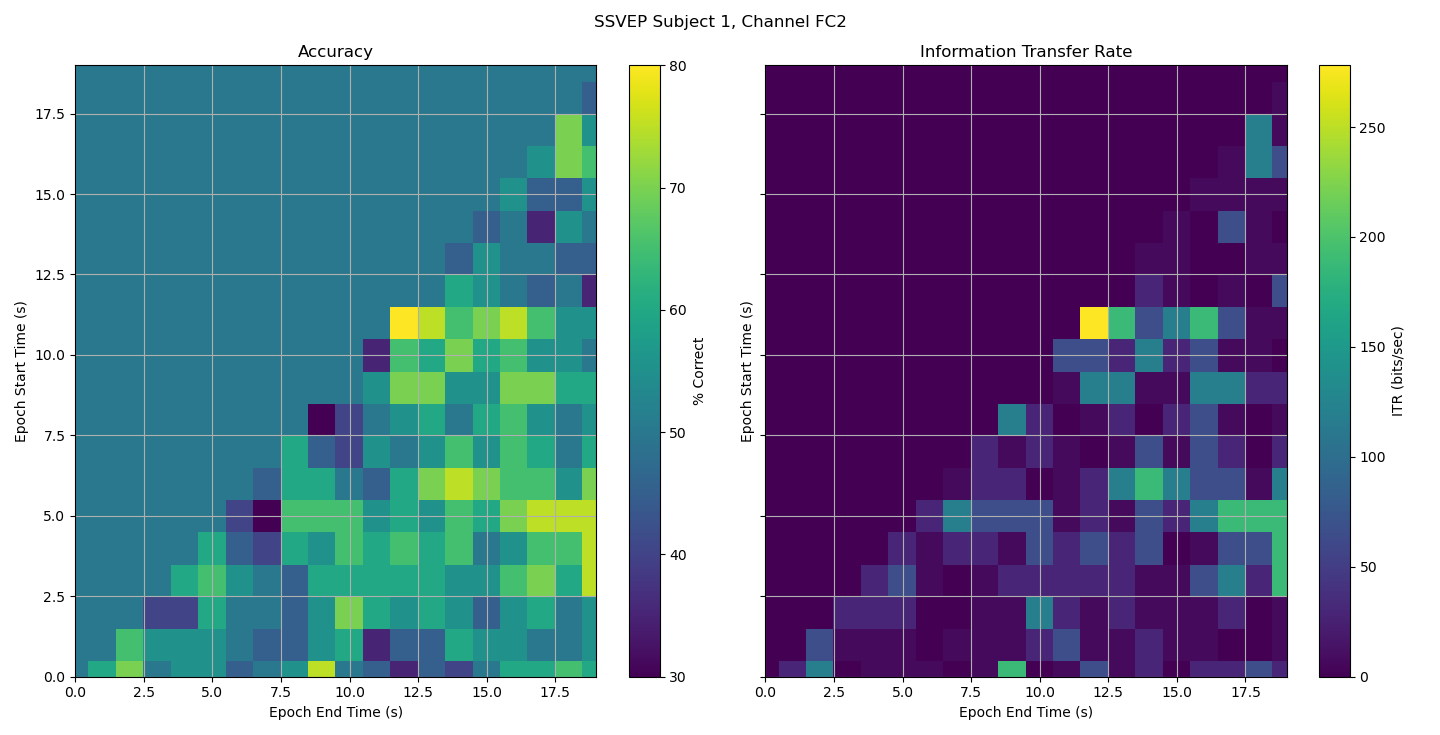 SSVEP Subject 1, Channel FC2
Accuracy
Information Transfer Rate
Epoch Start Time (s)
17.5
15.0
12.5
10.0
7.5
5.0
2.5
0.0
0.0 2.5 5.0 7.5 10.0 12.5 15.0 17.5
Epoch End Time (s)
80
70
60
50
40
30
% Correct
Epoch Start Time (s)
0.0 2.5 5.0 7.5 10.0 12.5 15.0 17.5
Epoch End Time (s)
250
200
150
100
50
0
ITR (bits/sec)